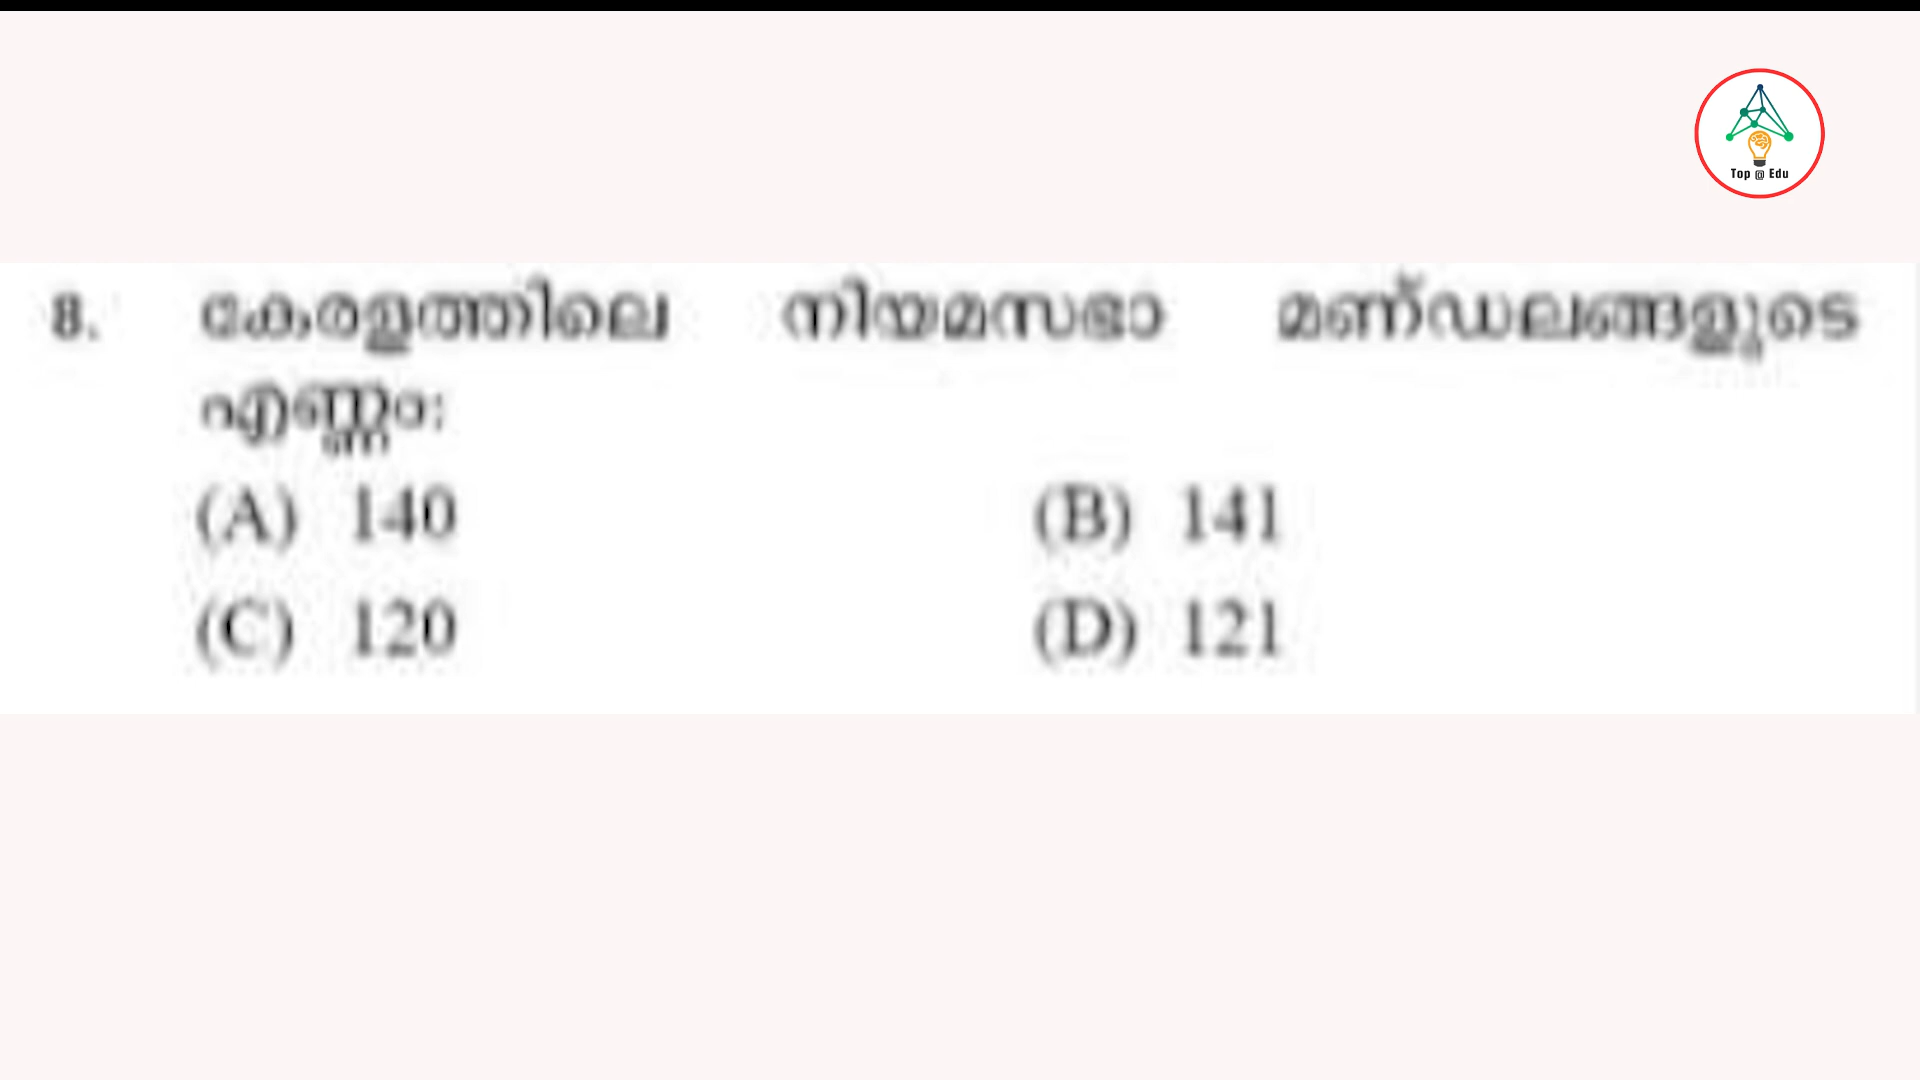 Top @ Edu
8. കേരളത്തിലെ നിയമസഭാ മണ്ഡലങ്ങളുടെ
എണ്ണം:
(A) 140 (B) 141
(C) 120 (D) 121